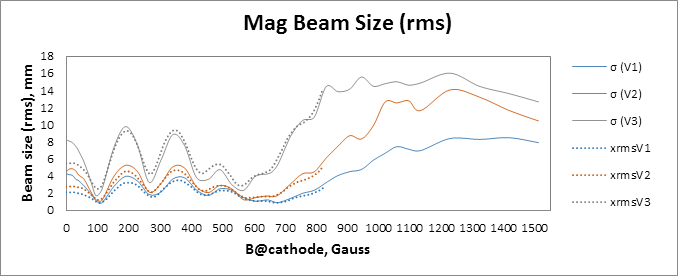 Mag Beam Size (rms)
Beam size (rms), mm
18
16
14
12
10
8
6
4
2
0
0 100 200 300 400 500 600 700 800 900 1000 1100 1200 1300 1400 1500
B@cathode, Gauss
σ (V1)
σ (V2)
σ (V3)
xrmsV1
xrmsV2
xrmsV3